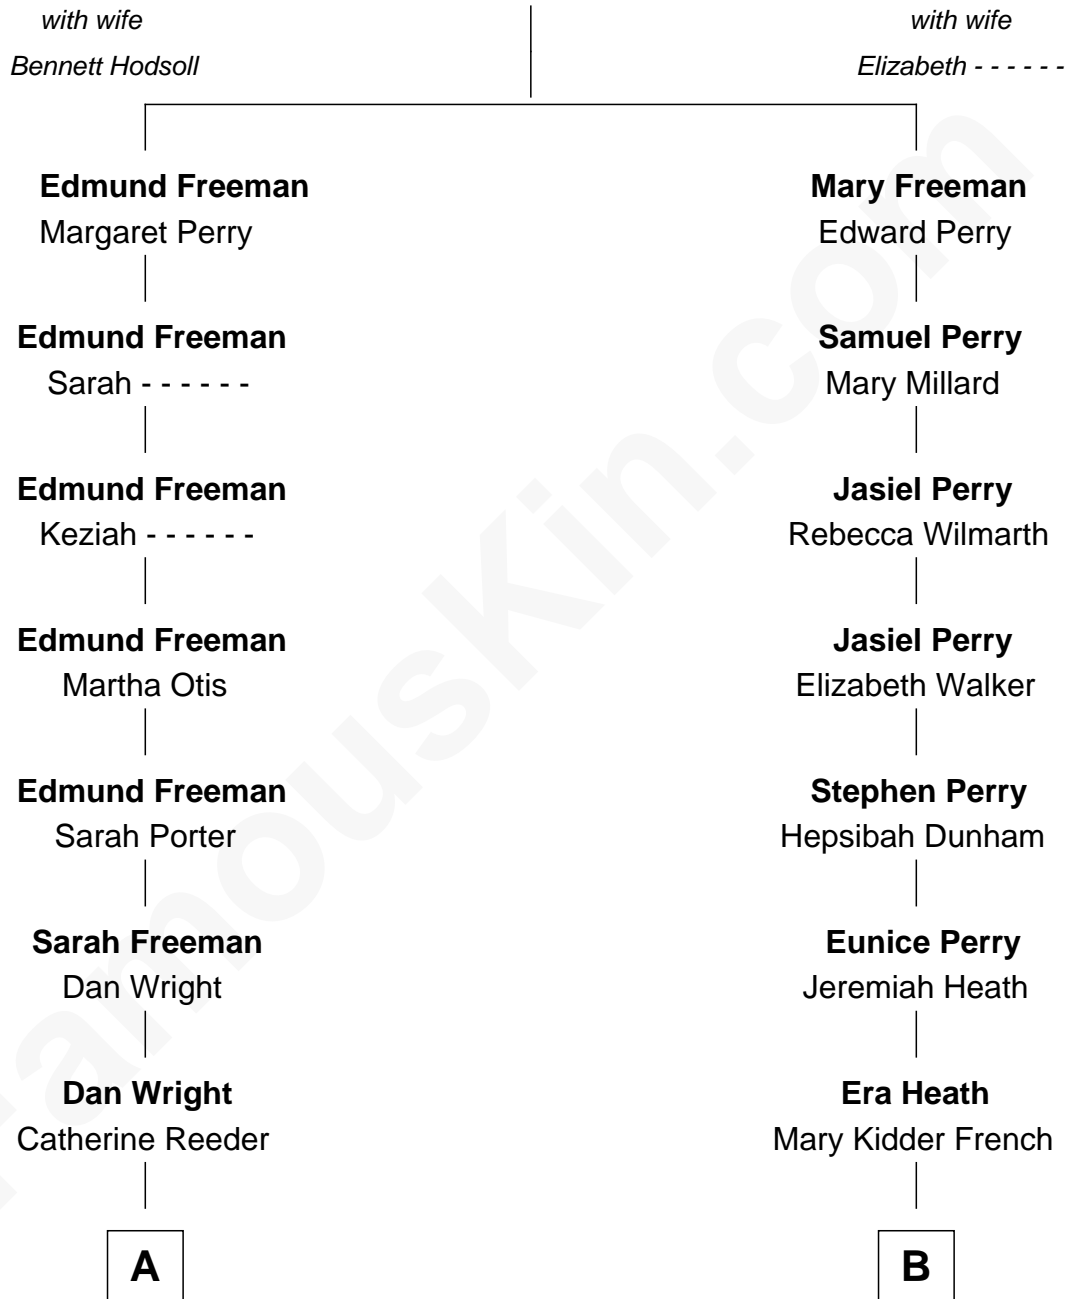 with wife
Bennett Hodsoll
with wife
Elizabeth - - - - - -
Edmund Freeman
Margaret Perry
Mary Freeman
Edward Perry
Edmund Freeman
Sarah - - - - - -
Samuel Perry
Mary Millard
Edmund Freeman
Keziah - - - - - -
Jasiel Perry
Rebecca Wilmarth
Edmund Freeman
Martha Otis
Jasiel Perry
Elizabeth Walker
Edmund Freeman
Sarah Porter
Stephen Perry
Hepsibah Dunham
Sarah Freeman
Dan Wright
Eunice Perry
Jeremiah Heath
Dan Wright
Catherine Reeder
Era Heath
Mary Kidder French
A
B
FamousKin.com